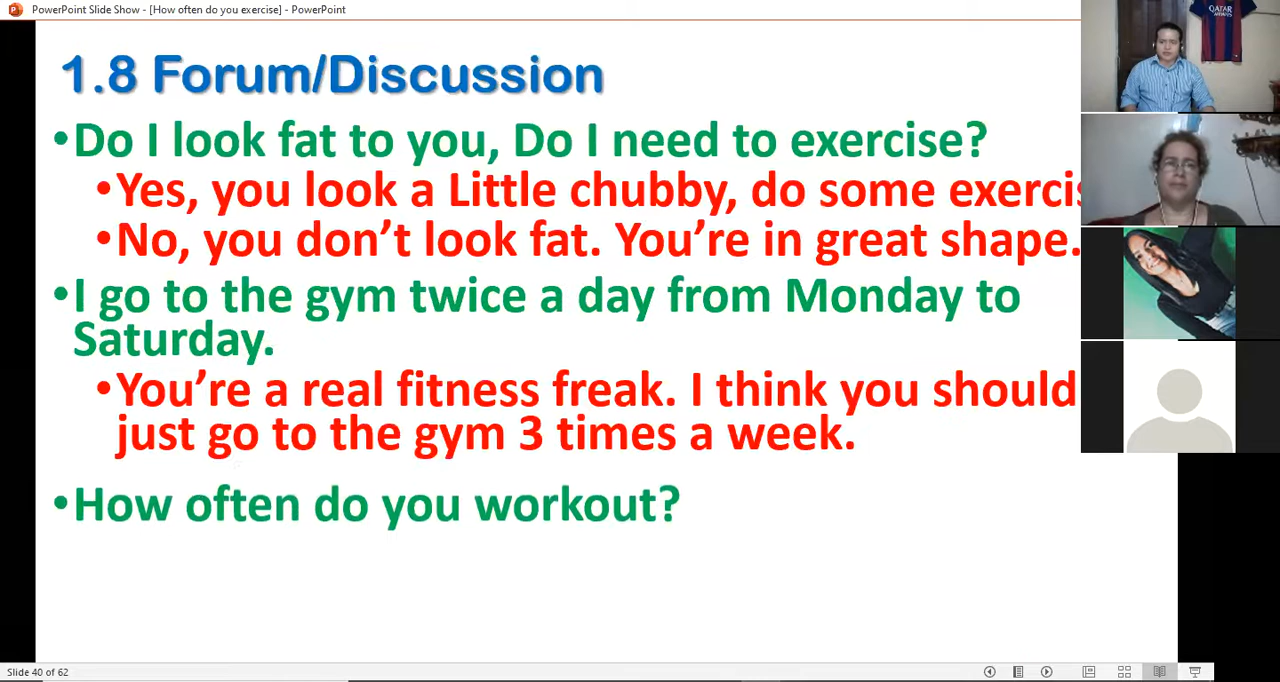 PowerPoint Slide Show - [How often do you exercise] - PowerPoint
QATAR
AIRWAYS
1.8 Forum/Discussion
•Do I look fat to you, Do I need to exercise?
•Yes, you look a Little chubby, do some exercis
•No, you don't look fat. You're in great shape.
•I go to the gym twice a day from Monday to
Saturday.
•You're a real fitness freak. I think you should
just go to the gym 3 times a week.
•How often do you workout?
Slide 40 of 62